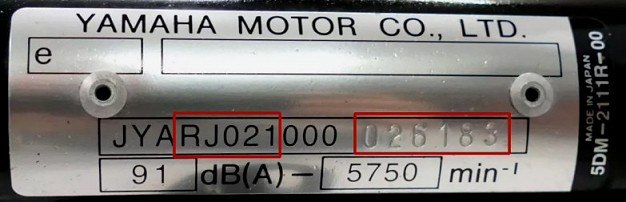 YAMAHA MOTOR CO., LTD.
e
JYARJ021000 026183
91 dB(A) – 5750 min⁻¹
MADE IN JAPAN
5DM-2111R-00